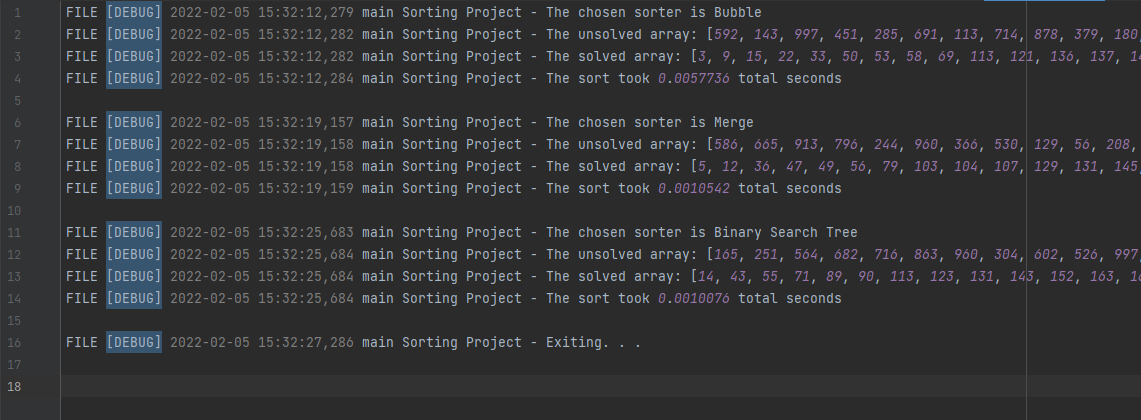 1 FILE [DEBUG] 2022-02-05 15:32:12,279 main Sorting Project - The chosen sorter is Bubble
2 FILE [DEBUG] 2022-02-05 15:32:12,282 main Sorting Project - The unsolved array: [592, 143, 997, 451, 285, 691, 113, 714, 878, 379, 180,
3 FILE [DEBUG] 2022-02-05 15:32:12,282 main Sorting Project - The solved array: [3, 9, 15, 22, 33, 50, 53, 58, 69, 113, 121, 136, 137, 14
4 FILE [DEBUG] 2022-02-05 15:32:12,284 main Sorting Project - The sort took 0.0057736 total seconds
5
6 FILE [DEBUG] 2022-02-05 15:32:19,157 main Sorting Project - The chosen sorter is Merge
7 FILE [DEBUG] 2022-02-05 15:32:19,158 main Sorting Project - The unsolved array: [586, 665, 913, 796, 244, 960, 366, 530, 129, 56, 208,
8 FILE [DEBUG] 2022-02-05 15:32:19,158 main Sorting Project - The solved array: [5, 12, 36, 47, 49, 56, 79, 103, 104, 107, 129, 131, 145,
9 FILE [DEBUG] 2022-02-05 15:32:19,159 main Sorting Project - The sort took 0.0010542 total seconds
10
11 FILE [DEBUG] 2022-02-05 15:32:25,683 main Sorting Project - The chosen sorter is Binary Search Tree
12 FILE [DEBUG] 2022-02-05 15:32:25,684 main Sorting Project - The unsolved array: [165, 251, 564, 682, 716, 863, 960, 304, 602, 526, 997,
13 FILE [DEBUG] 2022-02-05 15:32:25,684 main Sorting Project - The solved array: [14, 43, 55, 71, 89, 90, 113, 123, 131, 143, 152, 163, 16
14 FILE [DEBUG] 2022-02-05 15:32:25,684 main Sorting Project - The sort took 0.0010076 total seconds
15
16 FILE [DEBUG] 2022-02-05 15:32:27,286 main Sorting Project - Exiting. . .
17
18